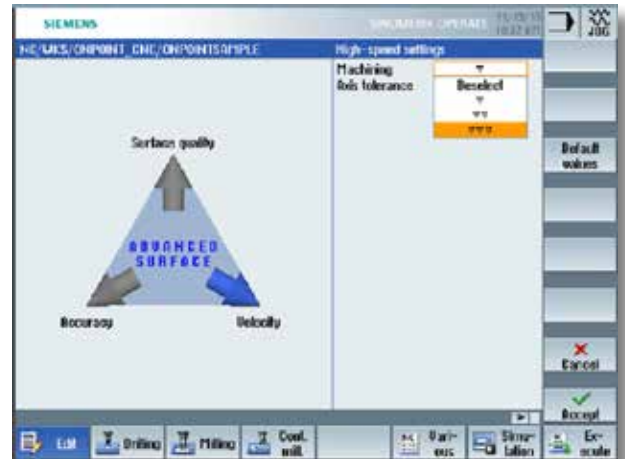 SIEMENS
SINUMERIK OPERATE
JOG
NC/WKS/ONPOINT_CNC/ONPOINTSAMPLE
High-speed settings
Machining
Axis tolerance
▽
Deselect
▽
▽▽
▽▽▽
Surface quality
ADVANCED
SURFACE
Accuracy
Velocity
Default
values
Cancel
Accept
Edit
Drilling
Milling
Cont.
mill.
Vari-
ous
Simu-
lation
Ex-
ecute